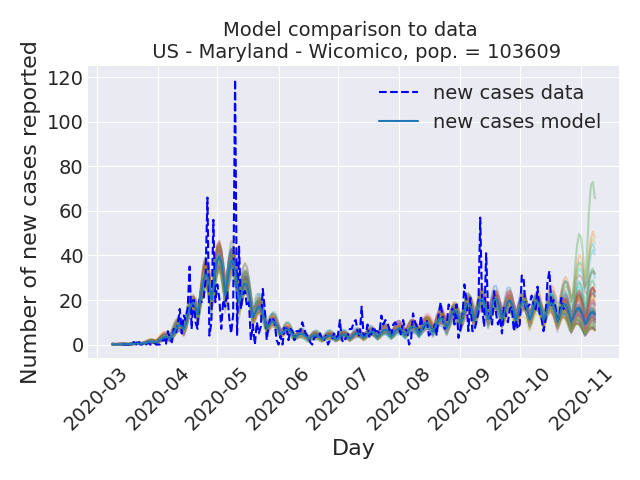 Model comparison to data
US - Maryland - Wicomico, pop. = 103609
Number of new cases reported
120
100
80
60
40
20
0
new cases data
new cases model
2020-03
2020-04
2020-05
2020-06
2020-07
2020-08
2020-09
2020-10
2020-11
Day